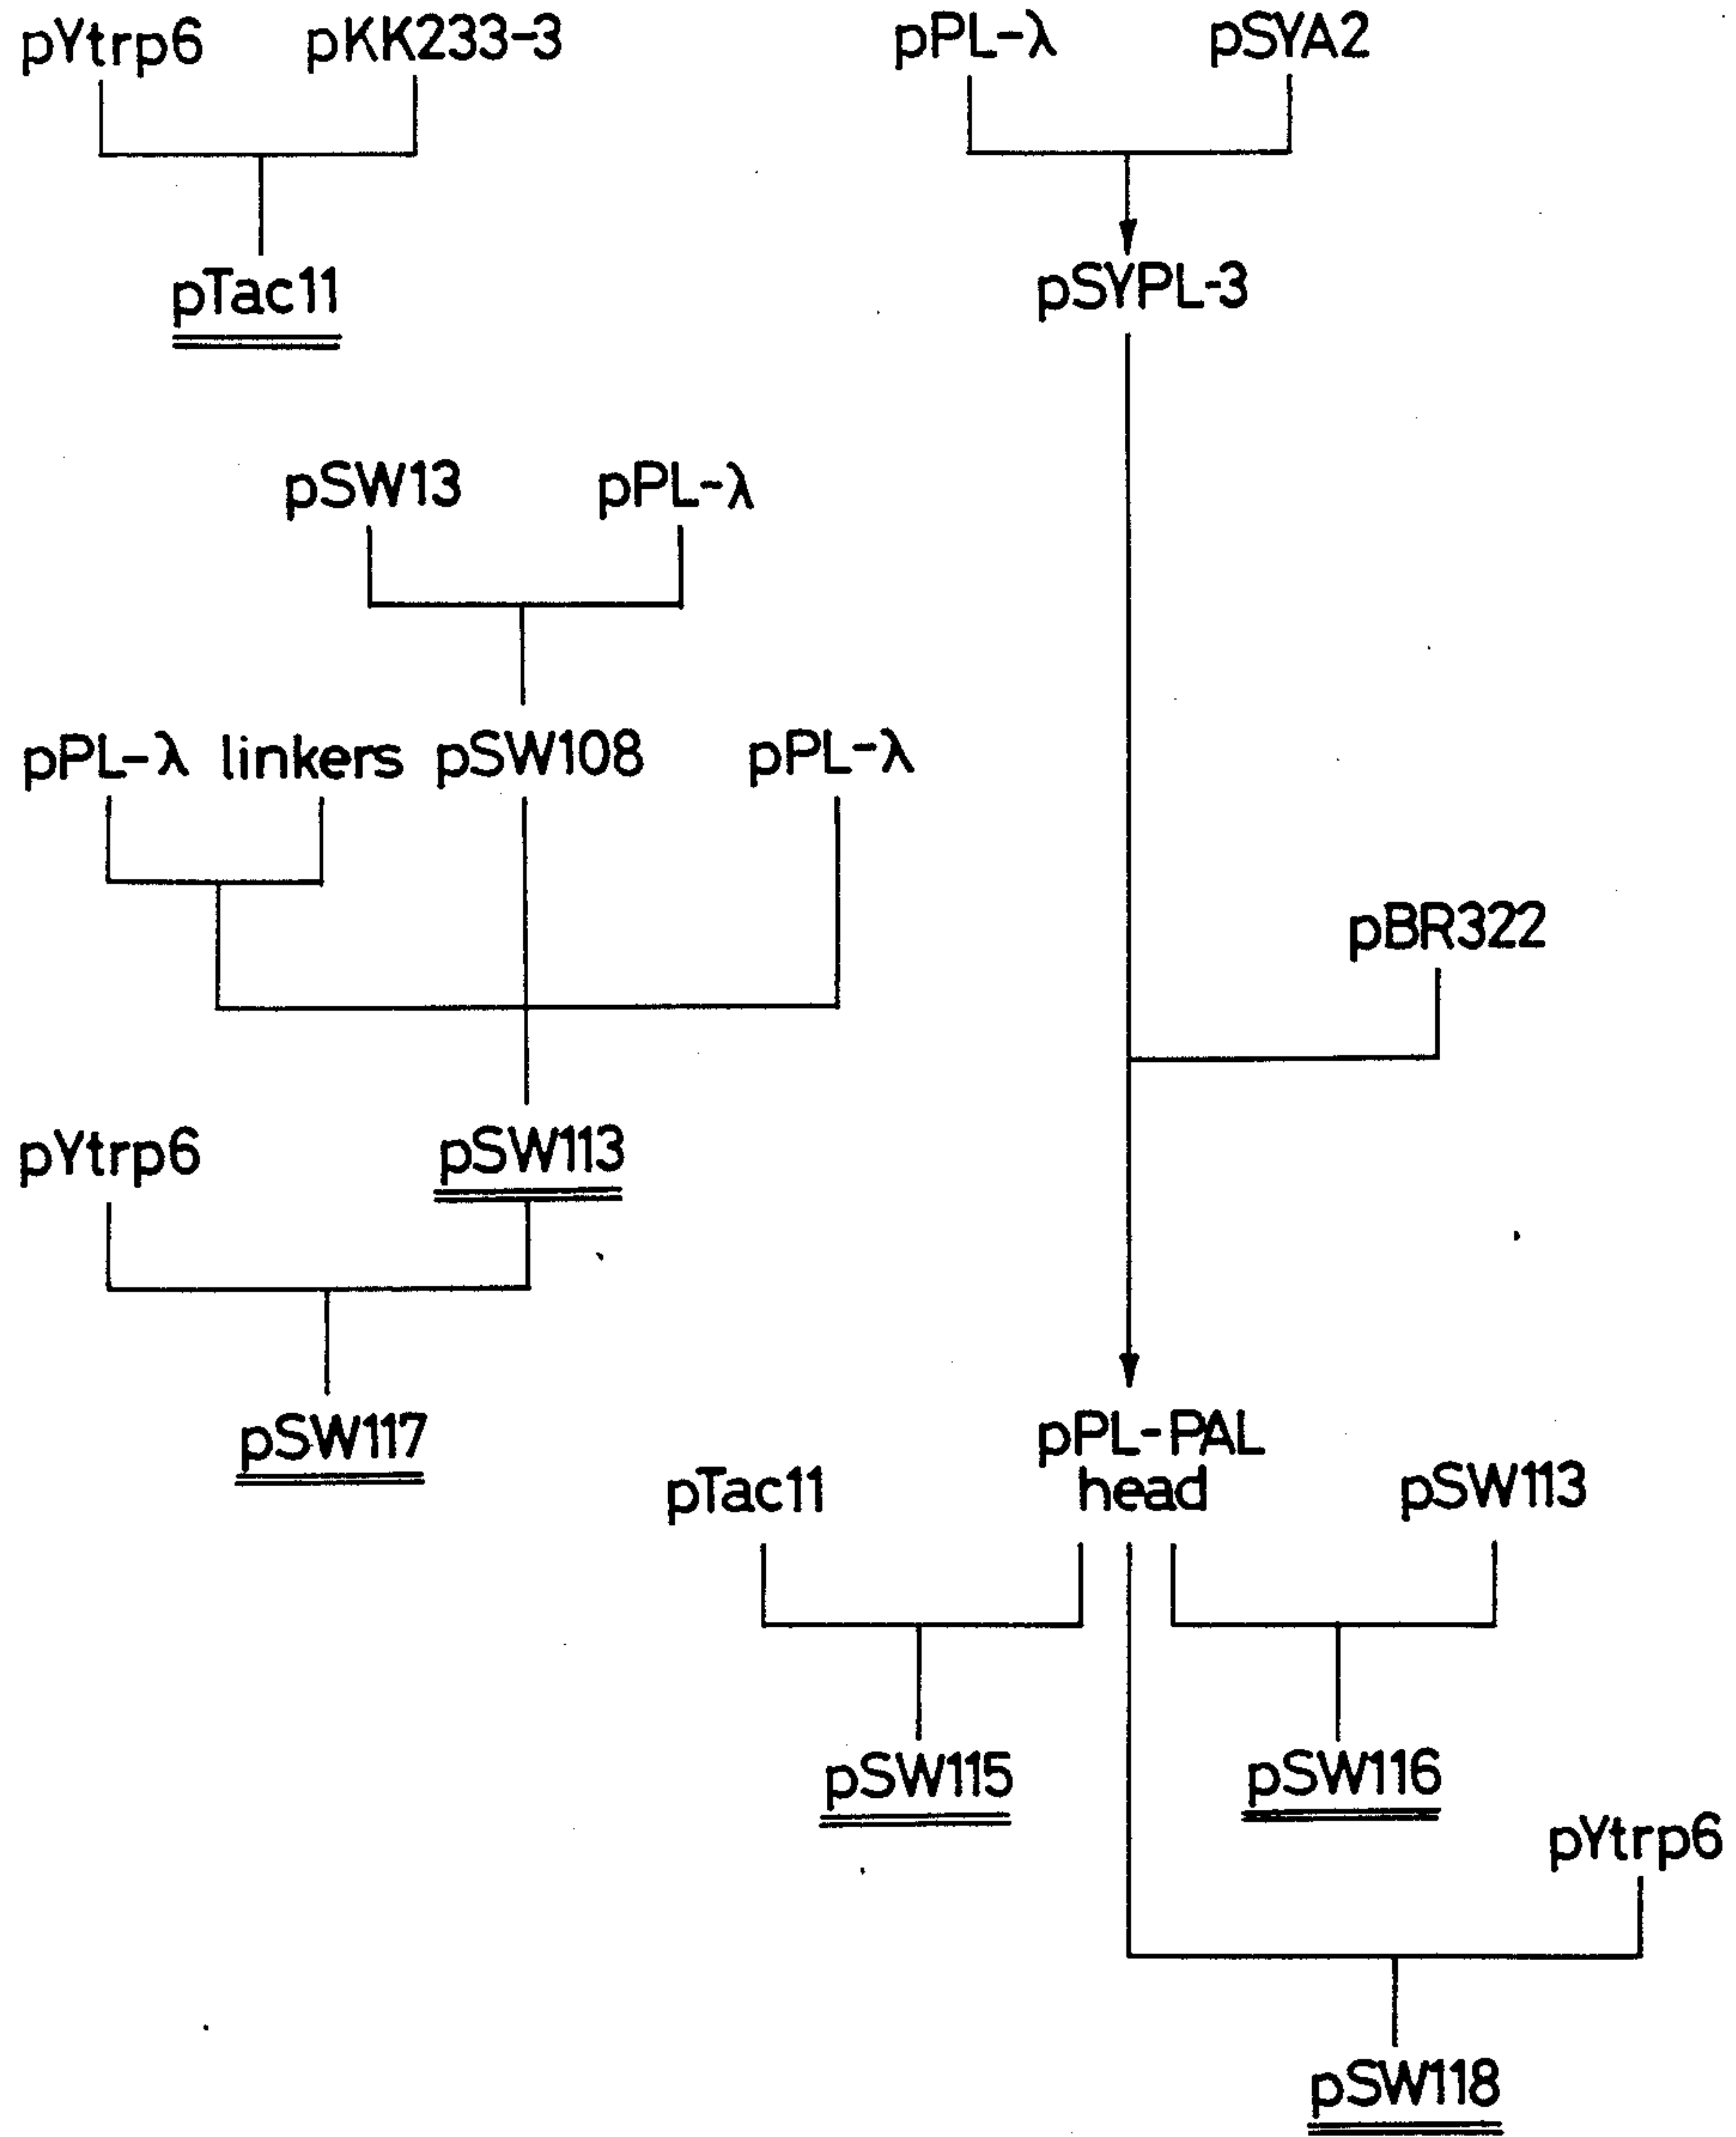 pYtrp6 pKK233-3 pPL-λ pSYA2
pTac11 pSYPL-3
pSW13 pPL-λ
pPL-λ linkers pSW108 pPL-λ
pBR322
pYtrp6 pSW113
pSW117 pPL-PAL
head
pTac11 pSW113
pSW115 pSW116
pYtrp6
pSW118